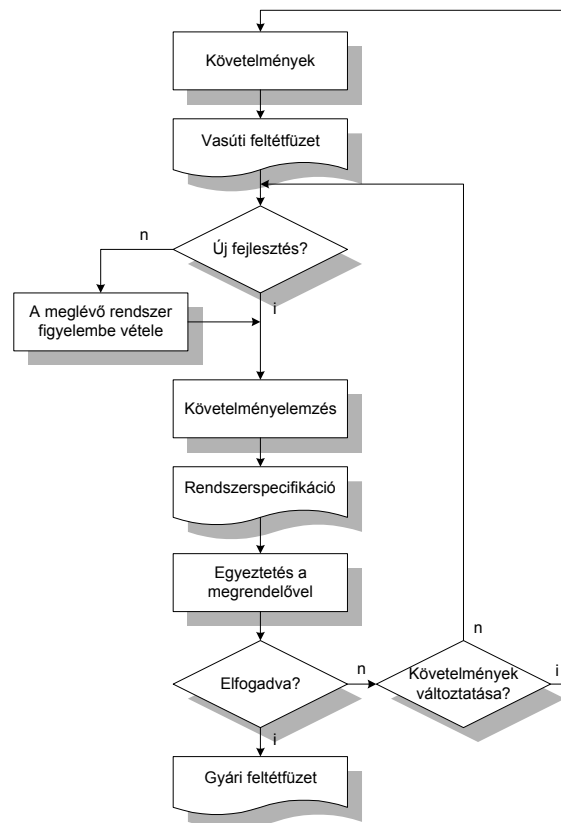 Követelmények
Vasúti feltétfüzet
n
Új fejlesztés?
i
A meglévő rendszer
figyelembe vétele
Követelményelemzés
Rendszerspecifikáció
Egyeztetés a
megrendelővel
n
Elfogadva?
n
Követelmények
változtatása?
i
i
Gyári feltétfüzet